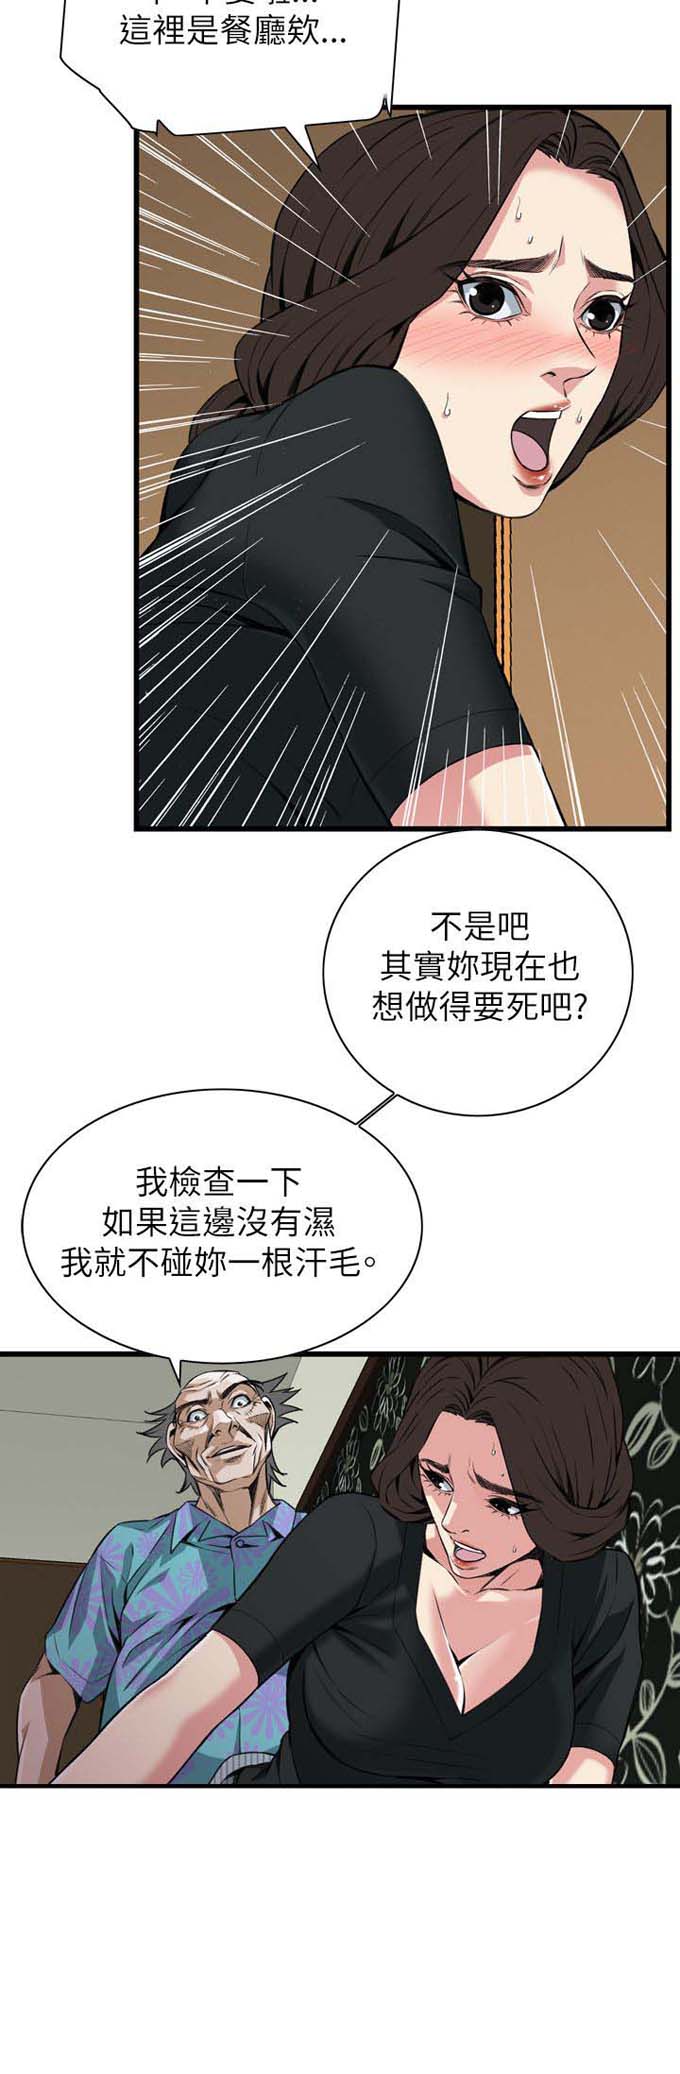 這裡是餐廳欸...
不是吧
其實妳現在也
想做得要死吧?
我檢查一下
如果這邊沒有濕
我就不碰妳一根汗毛。